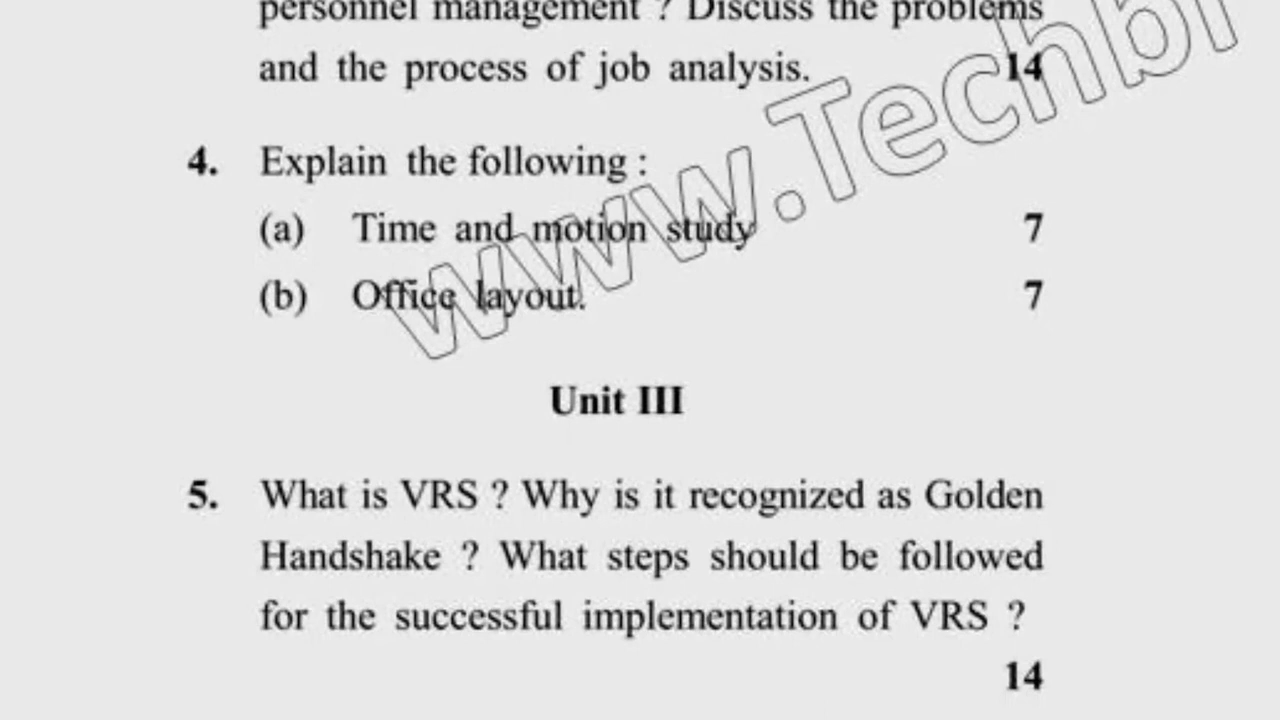 personnel management ? Discuss the problems
and the process of job analysis. 14
4. Explain the following :
(a) Time and motion study 7
(b) Office layout. 7
www.Techbi
Unit III
5. What is VRS ? Why is it recognized as Golden
Handshake ? What steps should be followed
for the successful implementation of VRS ?
14